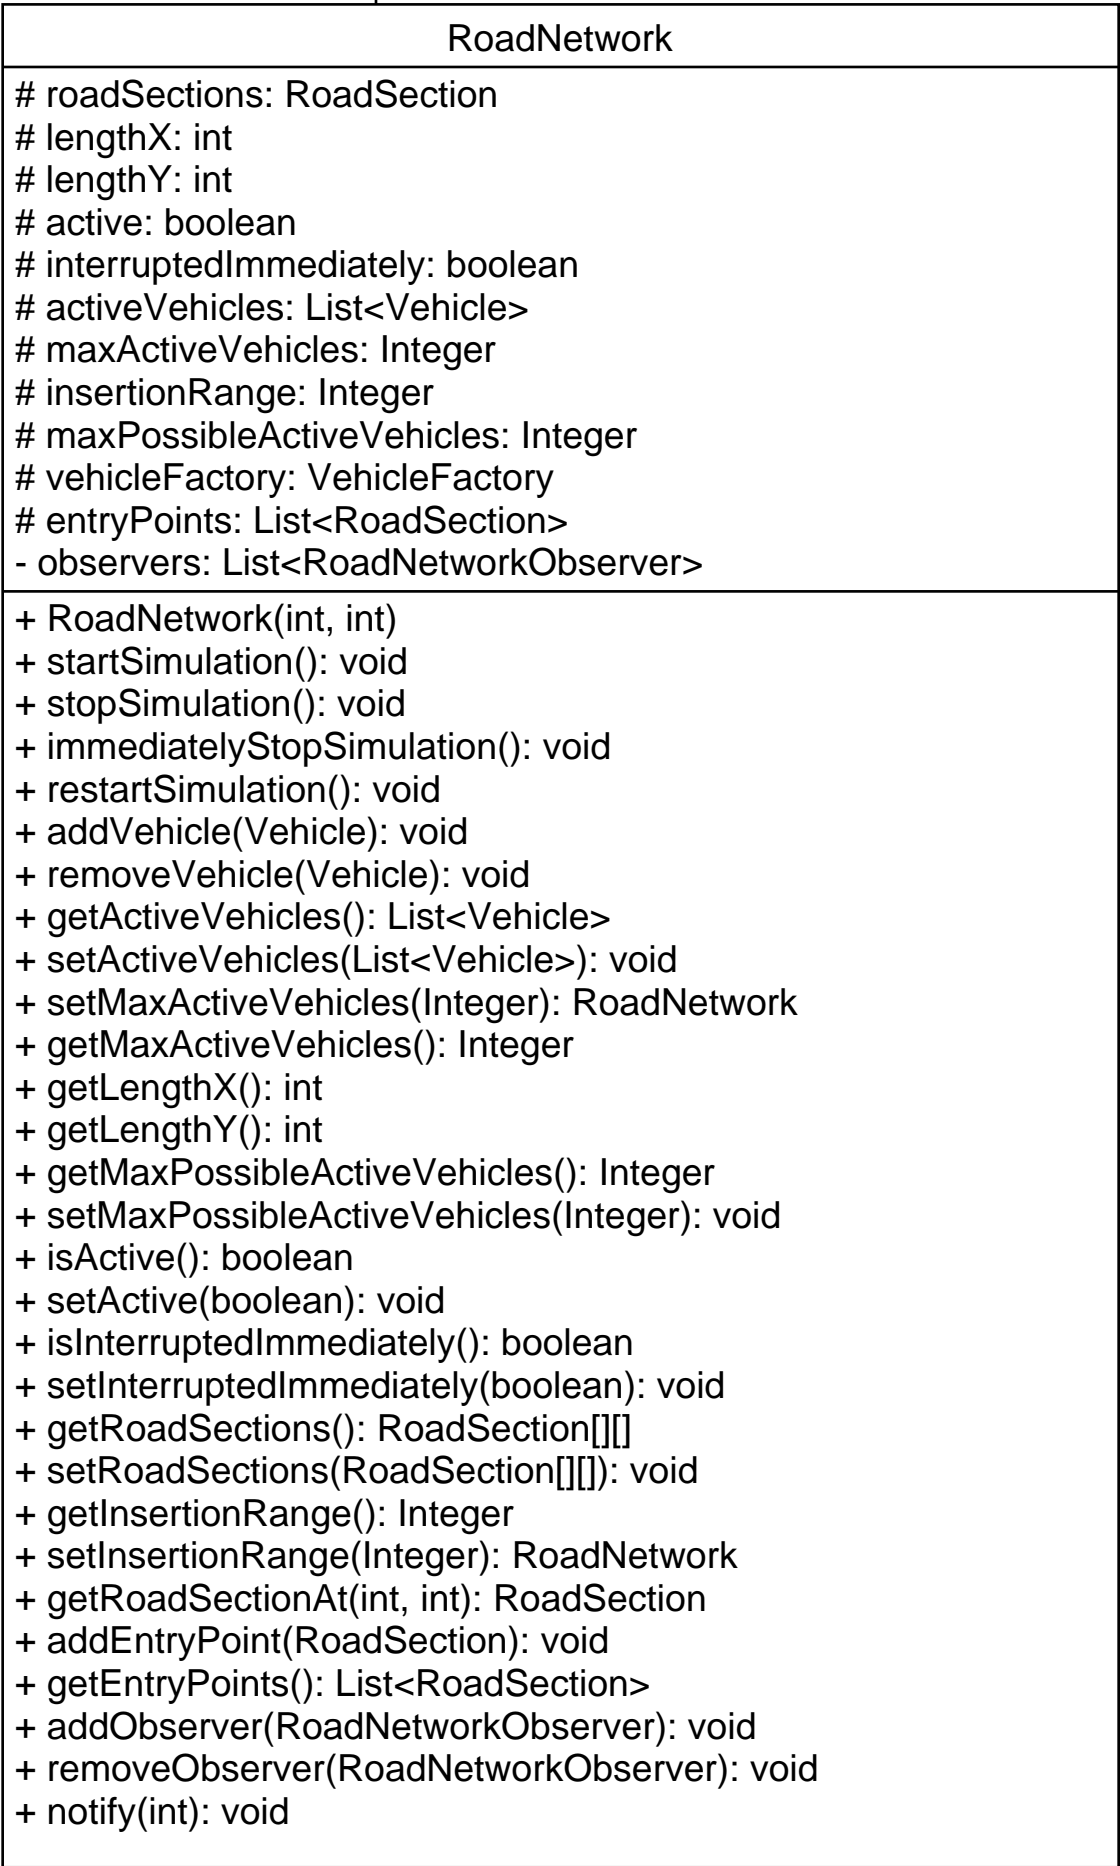 RoadNetwork
# roadSections: RoadSection
# lengthX: int
# lengthY: int
# active: boolean
# interruptedImmediately: boolean
# activeVehicles: List<Vehicle>
# maxActiveVehicles: Integer
# insertionRange: Integer
# maxPossibleActiveVehicles: Integer
# vehicleFactory: VehicleFactory
# entryPoints: List<RoadSection>
- observers: List<RoadNetworkObserver>
+ RoadNetwork(int, int)
+ startSimulation(): void
+ stopSimulation(): void
+ immediatelyStopSimulation(): void
+ restartSimulation(): void
+ addVehicle(Vehicle): void
+ removeVehicle(Vehicle): void
+ getActiveVehicles(): List<Vehicle>
+ setActiveVehicles(List<Vehicle>): void
+ setMaxActiveVehicles(Integer): RoadNetwork
+ getMaxActiveVehicles(): Integer
+ getLengthX(): int
+ getLengthY(): int
+ getMaxPossibleActiveVehicles(): Integer
+ setMaxPossibleActiveVehicles(Integer): void
+ isActive(): boolean
+ setActive(boolean): void
+ isInterruptedImmediately(): boolean
+ setInterruptedImmediately(boolean): void
+ getRoadSections(): RoadSection[][]
+ setRoadSections(RoadSection[][]): void
+ getInsertionRange(): Integer
+ setInsertionRange(Integer): RoadNetwork
+ getRoadSectionAt(int, int): RoadSection
+ addEntryPoint(RoadSection): void
+ getEntryPoints(): List<RoadSection>
+ addObserver(RoadNetworkObserver): void
+ removeObserver(RoadNetworkObserver): void
+ notify(int): void